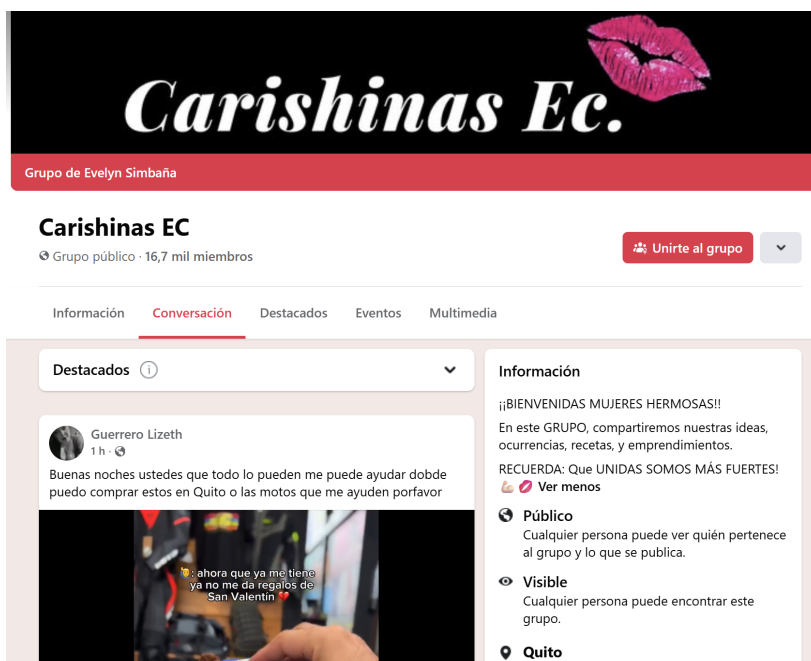 Carishinas Ec.
Grupo de Evelyn Simbaña
Carishinas EC
Grupo público · 16,7 mil miembros
Unirte al grupo
Información
Conversación
Destacados
Eventos
Multimedia
Destacados
Guerrero Lizeth
1 h ·
Buenas noches ustedes que todo lo pueden me puede ayudar dobde
puedo comprar estos en Quito o las motos que me ayuden porfavor
🙋: ahora que ya me tiene
ya no me da regalos de
San Valentín 💔
Información
¡¡BIENVENIDAS MUJERES HERMOSAS!!
En este GRUPO, compartiremos nuestras ideas,
ocurrencias, recetas, y emprendimientos.
RECUERDA: Que UNIDAS SOMOS MÁS FUERTES!
💪🏻 💋 Ver menos
Público
Cualquier persona puede ver quién pertenece
al grupo y lo que se publica.
Visible
Cualquier persona puede encontrar este
grupo.
Quito